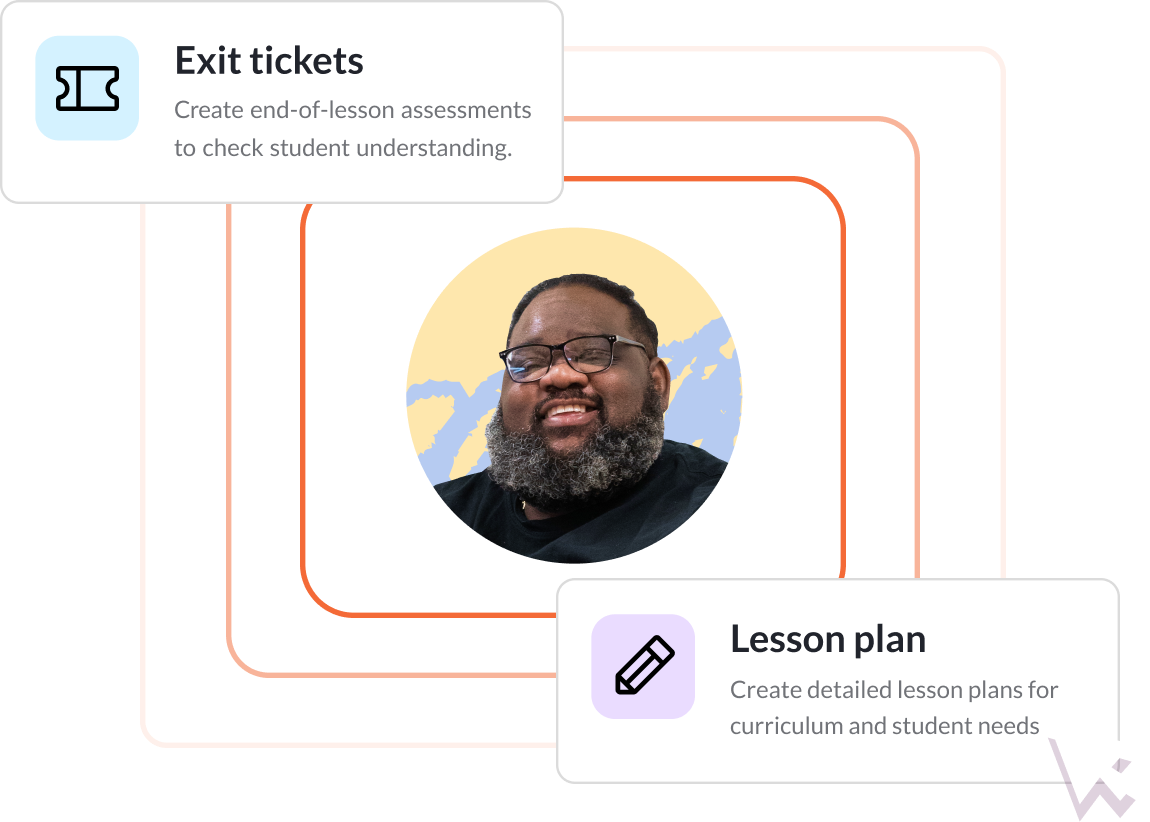 Exit tickets
Create end-of-lesson assessments
to check student understanding.
Lesson plan
Create detailed lesson plans for
curriculum and student needs